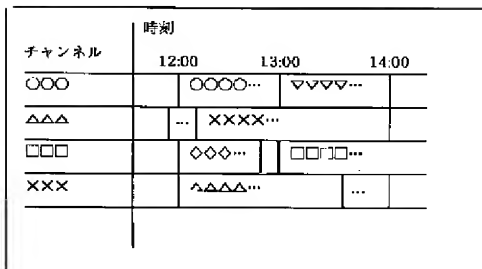 時刻
チャンネル
12:00 13:00 14:00
○○○ ○○○○… ▽▽▽▽…
△△△ … ××××…
□□□ ◇◇◇… □□□□…
××× △△△△… …